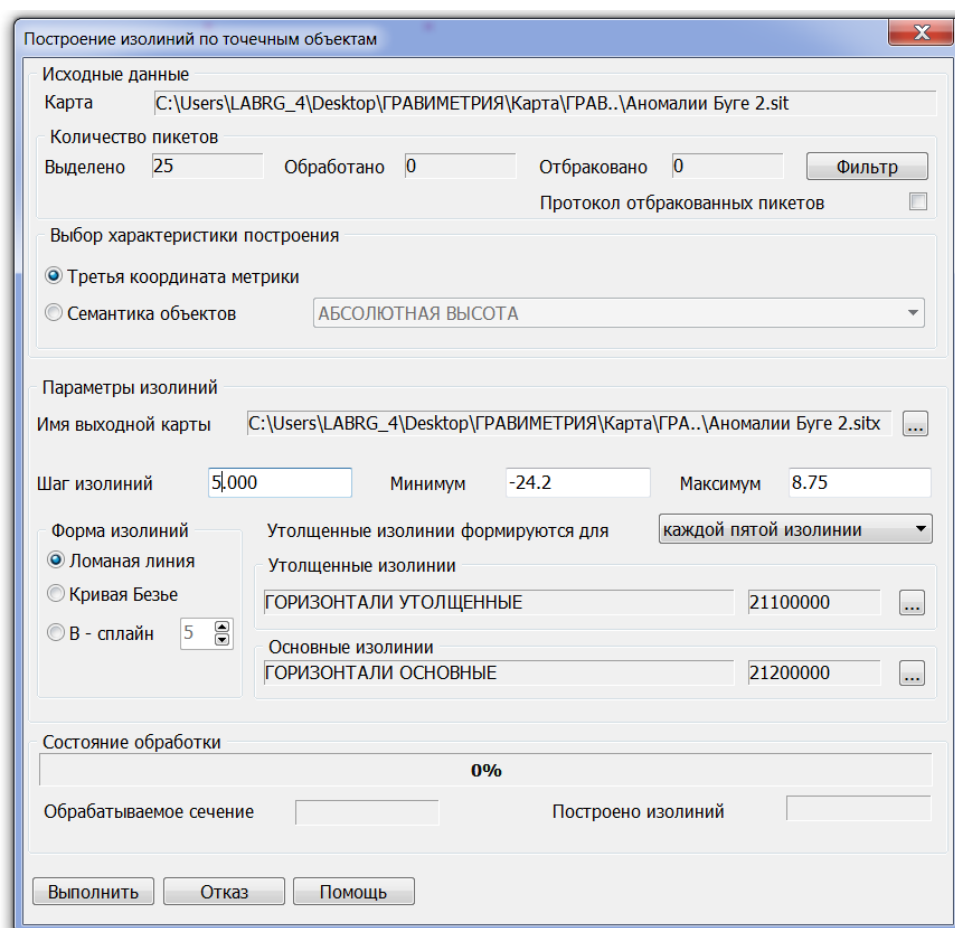 Построение изолиний по точечным объектам
Исходные данные
Карта C:\Users\LABRG_4\Desktop\ГРАВИМЕТРИЯ\Карта\ГРАВ..\Аномалии Буге 2.sit
Количество пикетов
Выделено 25 Обработано 0 Отбраковано 0 Фильтр
Протокол отбракованных пикетов
Выбор характеристики построения
Третья координата метрики
Семантика объектов АБСОЛЮТНАЯ ВЫСОТА
Параметры изолиний
Имя выходной карты C:\Users\LABRG_4\Desktop\ГРАВИМЕТРИЯ\Карта\ГРА..\Аномалии Буге 2.sitx ...
Шаг изолиний 5.000 Минимум -24.2 Максимум 8.75
Форма изолиний Утолщенные изолинии формируются для каждой пятой изолинии
Ломаная линия Утолщенные изолинии
Кривая Безье ГОРИЗОНТАЛИ УТОЛЩЕННЫЕ 21100000 ...
В - сплайн 5 Основные изолинии
ГОРИЗОНТАЛИ ОСНОВНЫЕ 21200000 ...
Состояние обработки
0%
Обрабатываемое сечение Построено изолиний
Выполнить Отказ Помощь